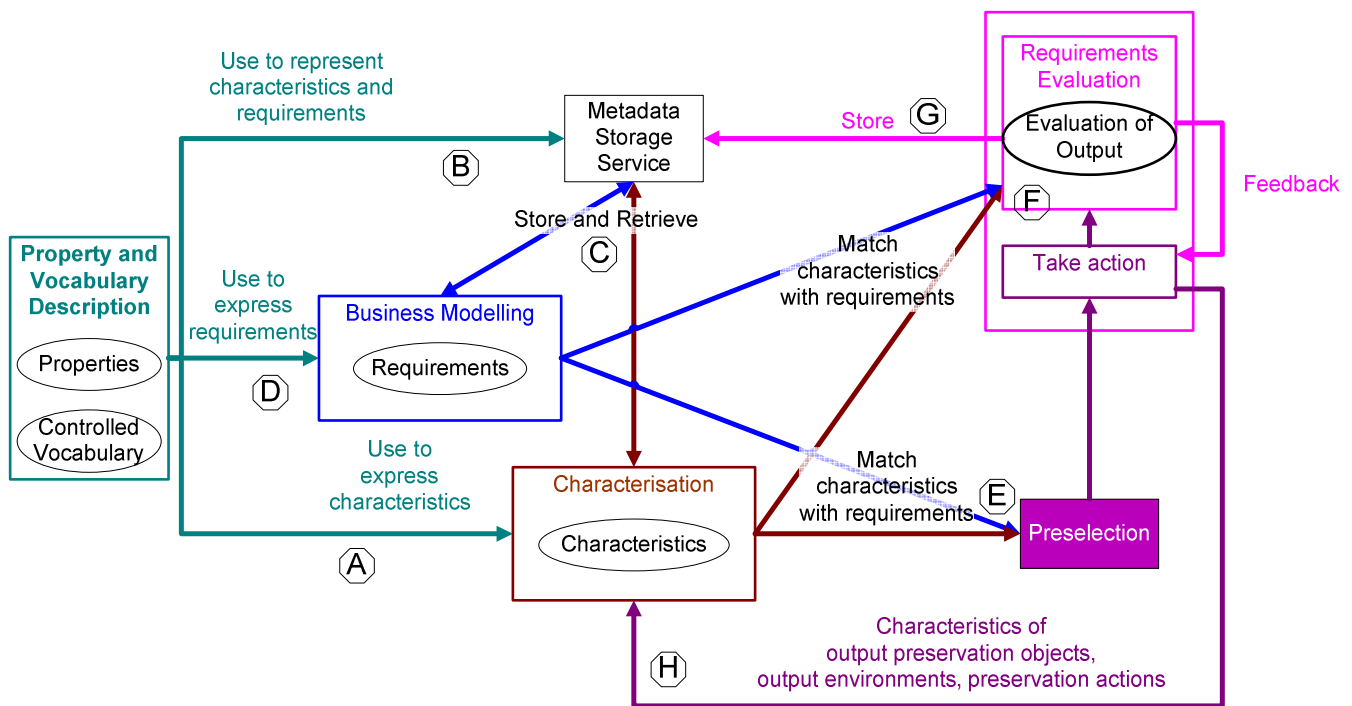 Use to represent
characteristics and
requirements
B
Metadata
Storage
Service
Store
G
Requirements
Evaluation
Evaluation of
Output
Feedback
F
Take action
Store and Retrieve
C
Property and
Vocabulary
Description
Properties
Controlled
Vocabulary
Use to
express
requirements
D
Business Modelling
Requirements
Match
characteristics
with requirements
Use to
express
characteristics
A
Characterisation
Characteristics
Match
characteristics
with requirements
E
Preselection
H
Characteristics of
output preservation objects,
output environments, preservation actions